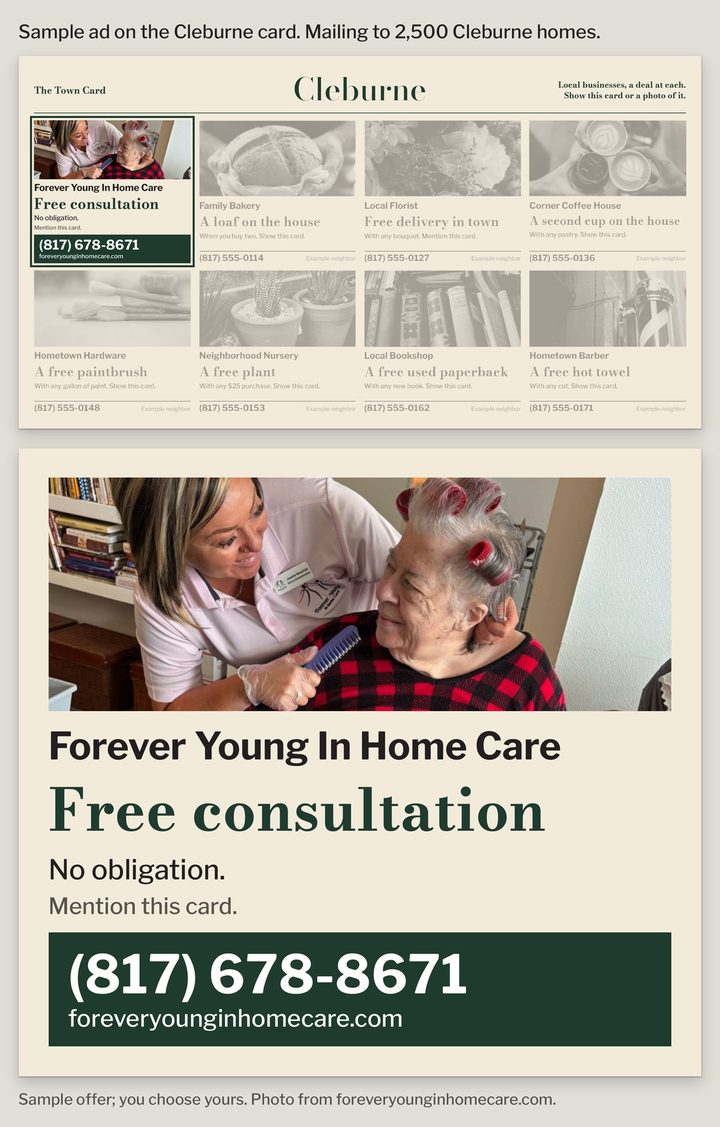 Sample ad on the Cleburne card. Mailing to 2,500 Cleburne homes.
The Town Card
Cleburne
Local businesses, a deal at each.
Show this card or a photo of it.
Forever Young In Home Care
Free consultation
No obligation.
Mention this card.
(817) 678-8671
foreveryounginhomecare.com
Family Bakery
A loaf on the house
When you buy two. Show this card.
(817) 555-0114
Example neighbor
Local Florist
Free delivery in town
With any bouquet. Mention this card.
(817) 555-0127
Example neighbor
Corner Coffee House
A second cup on the house
With any pastry. Show this card.
(817) 555-0136
Example neighbor
Hometown Hardware
A free paintbrush
With any gallon of paint. Show this card.
(817) 555-0148
Example neighbor
Neighborhood Nursery
A free plant
With any $25 purchase. Show this card.
(817) 555-0153
Example neighbor
Local Bookshop
A free used paperback
With any new book. Show this card.
(817) 555-0162
Example neighbor
Hometown Barber
A free hot towel
With any cut. Show this card.
(817) 555-0171
Example neighbor
Forever Young
Forever Young In Home Care
Free consultation
No obligation.
Mention this card.
(817) 678-8671
foreveryounginhomecare.com
Sample offer; you choose yours. Photo from foreveryounginhomecare.com.